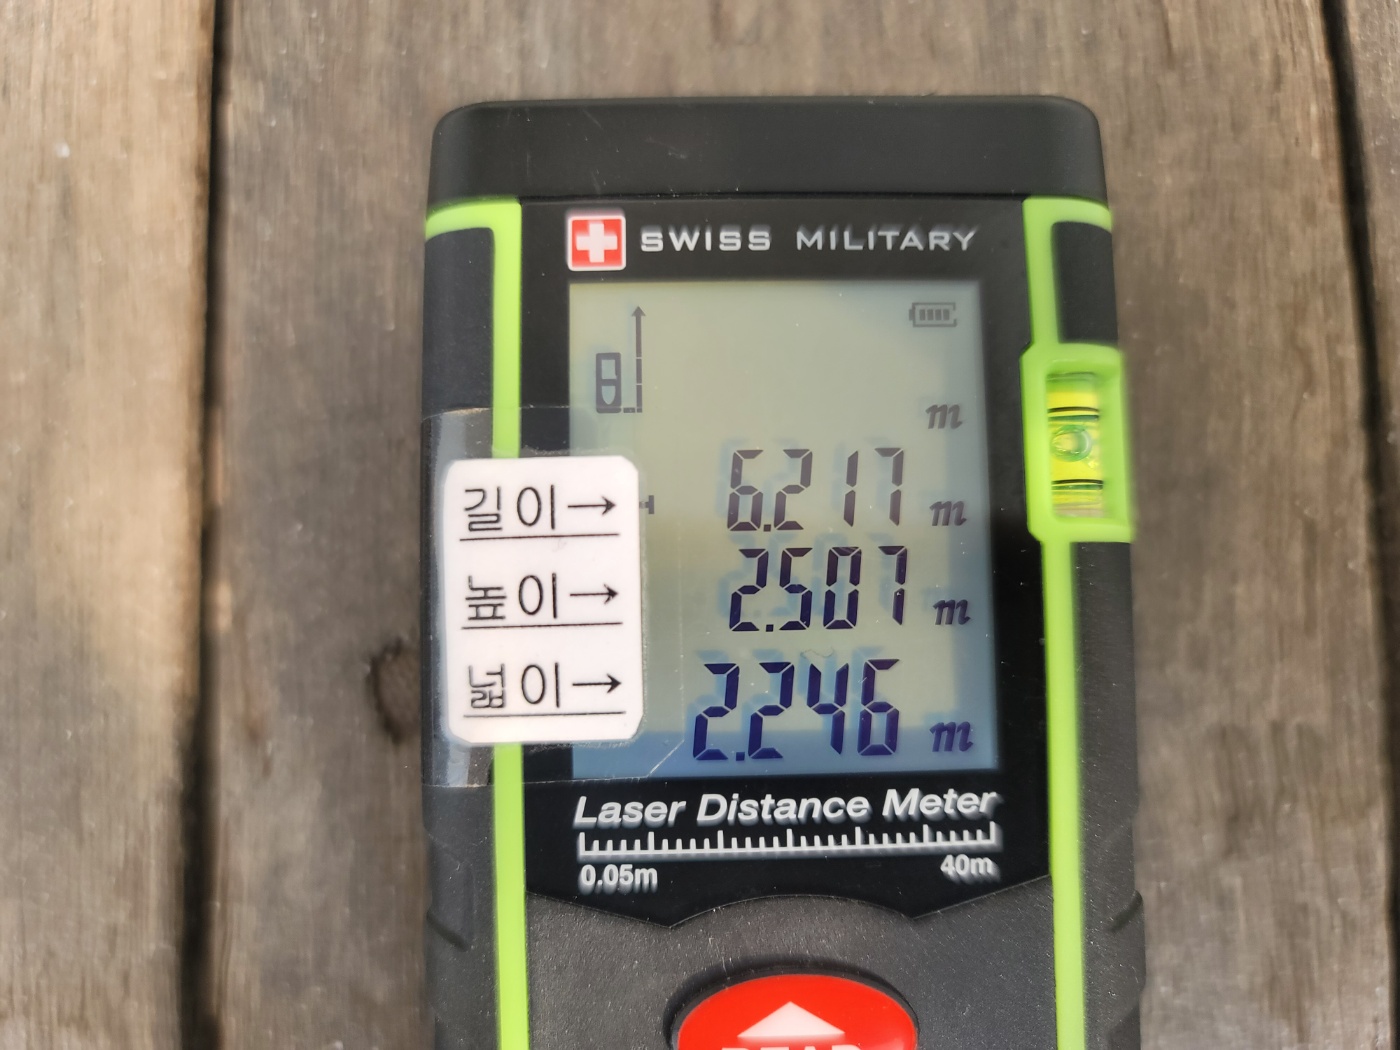 SWISS MILITARY
m
길이→ 6.217 m
높이→ 2.507 m
넓이→ 2.246 m
Laser Distance Meter
0.05m 40m
READ